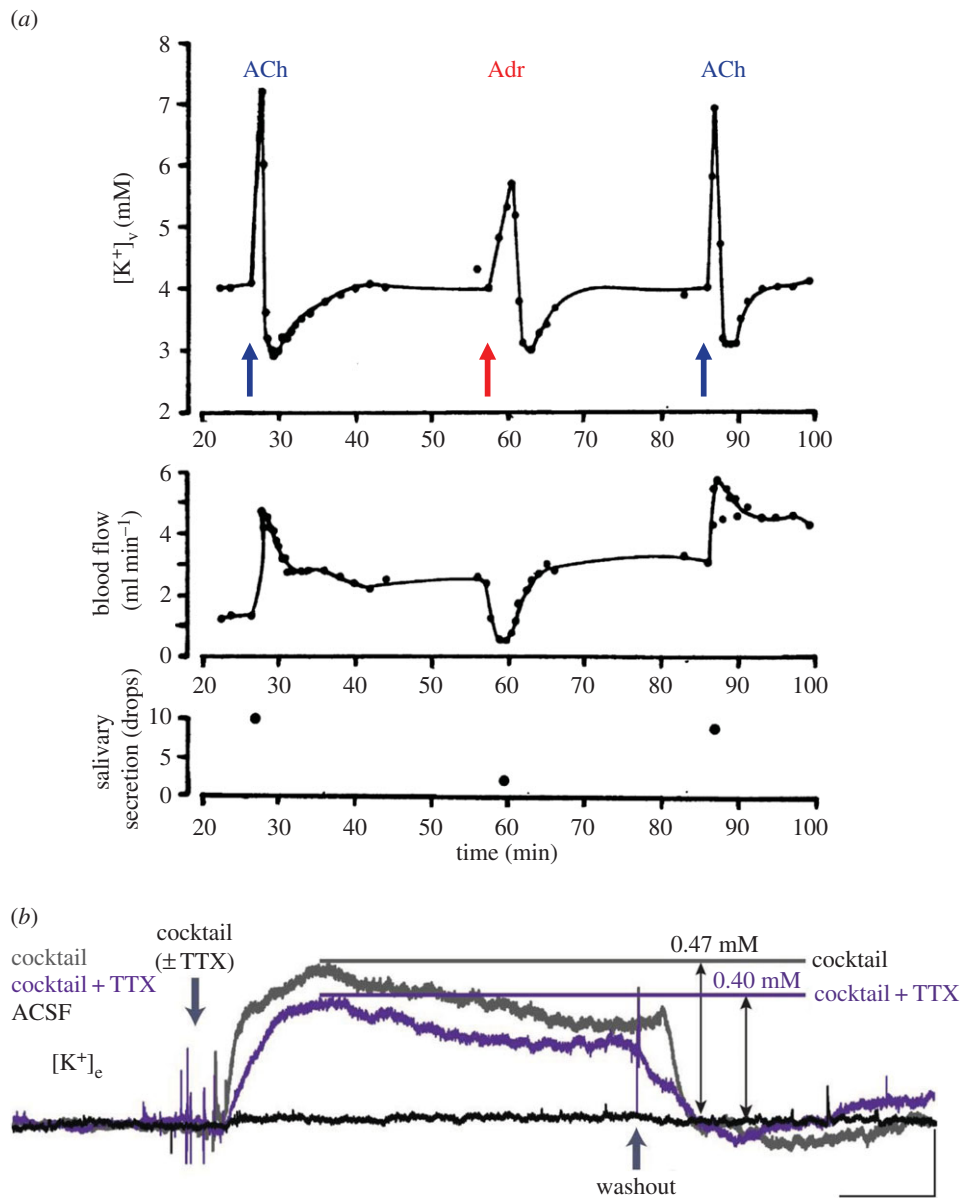 (a)
8
7
6
5
4
3
2
[K+]v (mM)
ACh
Adr
ACh
20 30 40 50 60 70 80 90 100
6
4
2
0
blood flow
(ml min−1)
20 30 40 50 60 70 80 90 100
10
5
0
salivary
secretion (drops)
20 30 40 50 60 70 80 90 100
time (min)
(b)
cocktail
cocktail + TTX
ACSF
cocktail
(± TTX)
[K+]e
0.47 mM
cocktail
0.40 mM
cocktail + TTX
washout